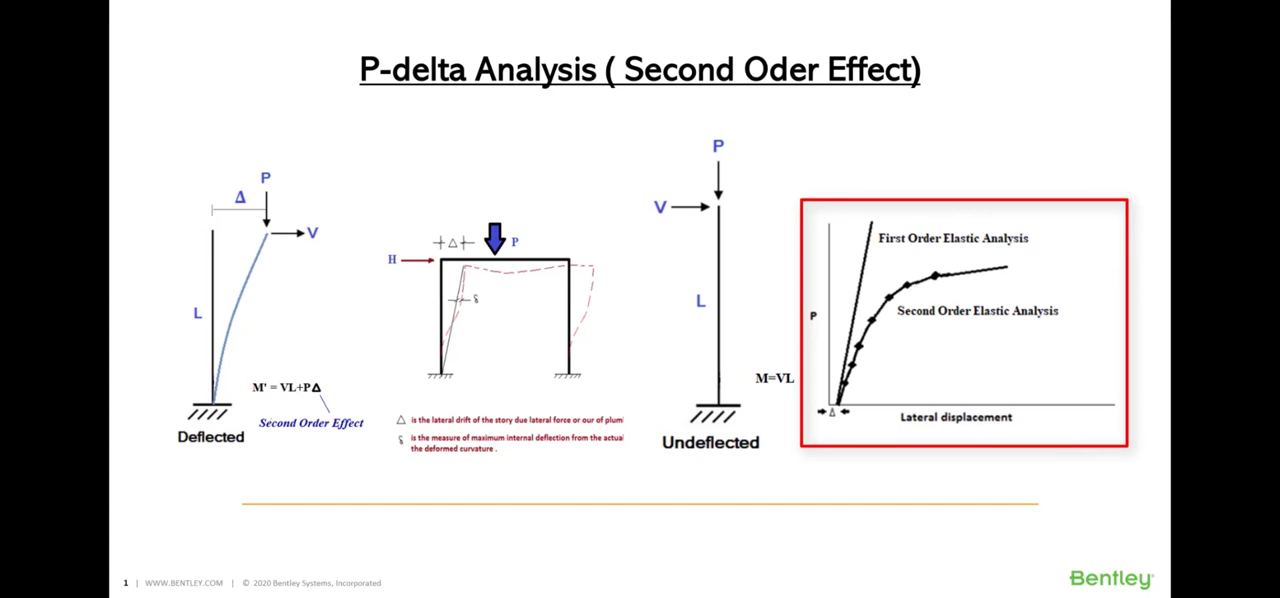 P-delta Analysis ( Second Oder Effect)
P
Δ
V
L
M' = VL+PΔ
Second Order Effect
Deflected
Δ
P
H
δ
Δ is the lateral drift of the story due lateral force or our of plum
δ is the measure of maximum internal deflection from the actual
the deformed curvature .
P
V
L
M=VL
Undeflected
First Order Elastic Analysis
Second Order Elastic Analysis
P
Δ
Lateral displacement
1 | WWW.BENTLEY.COM | © 2020 Bentley Systems, Incorporated
Bentley